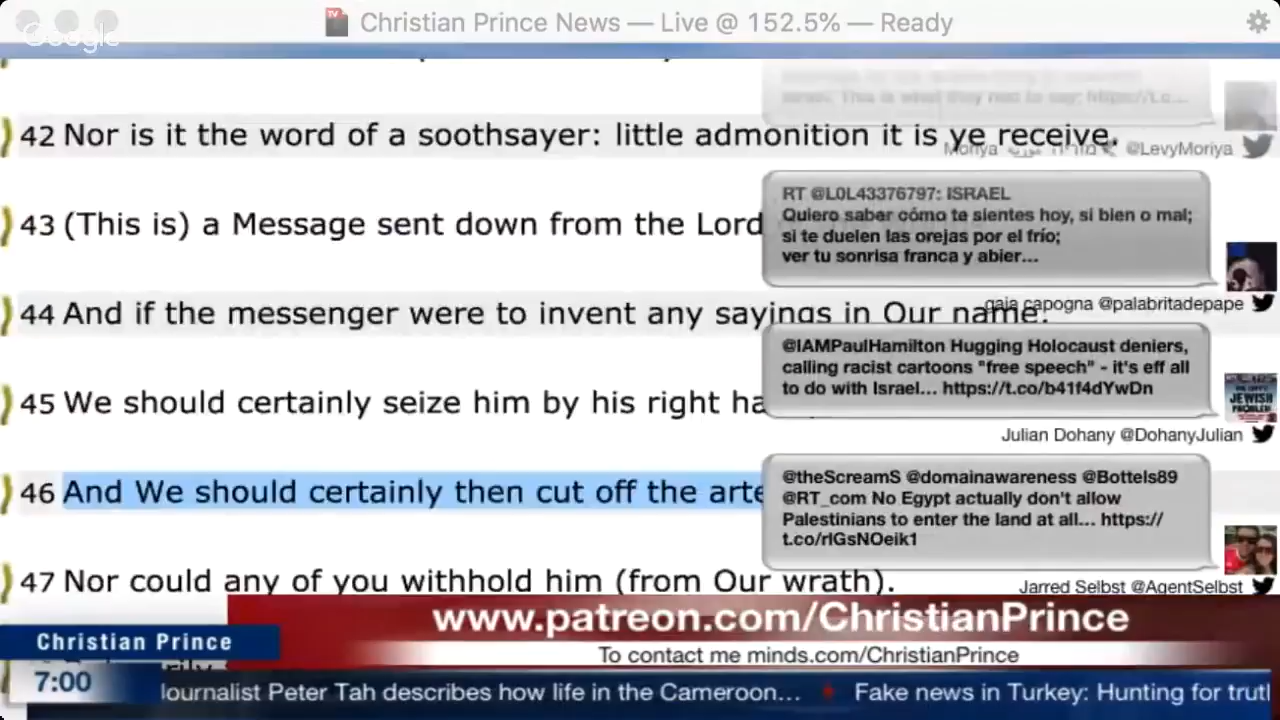 Christian Prince News — Live @ 152.5% — Ready
Google
42 Nor is it the word of a soothsayer: little admonition it is ye receive.
@LevyMoriya
43 (This is) a Message sent down from the Lord
RT @L0L43376797: ISRAEL
Quiero saber cómo te sientes hoy, si bien o mal;
si te duelen las orejas por el frío;
ver tu sonrisa franca y abier...
gaia capogna @palabritadepape
44 And if the messenger were to invent any sayings in Our name.
@IAMPaulHamilton Hugging Holocaust deniers,
calling racist cartoons "free speech" - it's eff all
to do with Israel... https://t.co/b41f4dYwDn
45 We should certainly seize him by his right
Julian Dohany @DohanyJulian
46 And We should certainly then cut off the
@theScreamS @domainawareness @Bottels89
@RT_com No Egypt actually don't allow
Palestinians to enter the land at all... https://
t.co/rIGsNOeik1
47 Nor could any of you withhold him (from Our wrath).
Jarred Selbst @AgentSelbst
www.patreon.com/ChristianPrince
Christian Prince
To contact me minds.com/ChristianPrince
7:00
Journalist Peter Tah describes how life in the Cameroon... Fake news in Turkey: Hunting for